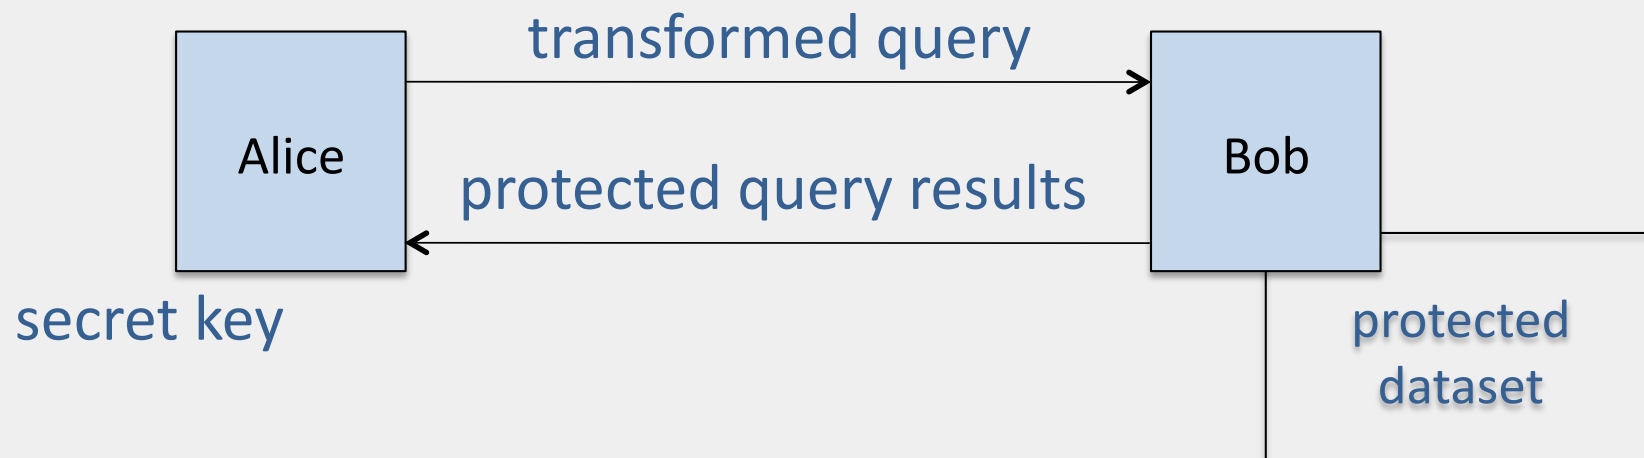 transformed query
Alice
Bob
protected query results
secret key
protected
dataset